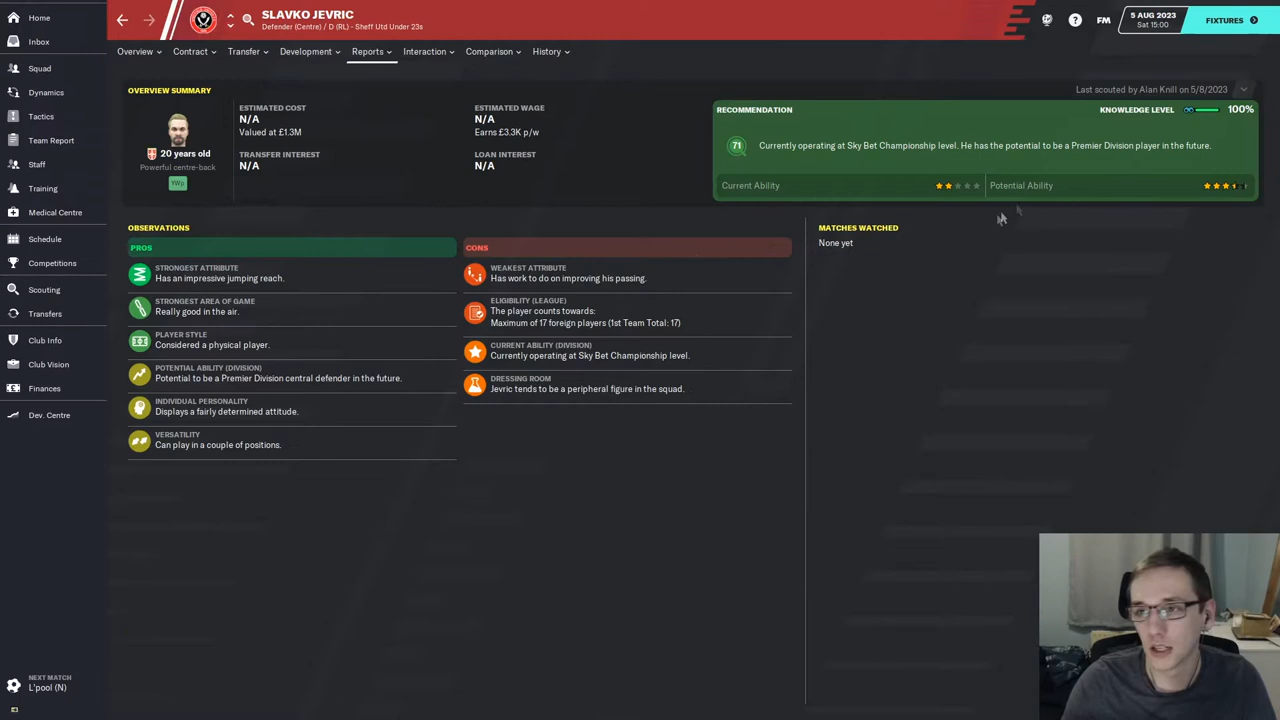 Home
Inbox
Squad
Dynamics
Tactics
Team Report
Staff
Training
Medical Centre
Schedule
Competitions
Scouting
Transfers
Club Info
Club Vision
Finances
Dev. Centre
NEXT MATCH
L'pool (N)
SLAVKO JEVRIC
Defender (Centre) / D (RL) - Sheff Utd Under 23s
FM
5 AUG 2023
Sat 15:00
FIXTURES
Overview
Contract
Transfer
Development
Reports
Interaction
Comparison
History
OVERVIEW SUMMARY
Last scouted by Alan Knill on 5/8/2023
20 years old
Powerful centre-back
YWp
ESTIMATED COST
N/A
Valued at £1.3M
TRANSFER INTEREST
N/A
ESTIMATED WAGE
N/A
Earns £3.3K p/w
LOAN INTEREST
N/A
RECOMMENDATION
KNOWLEDGE LEVEL 100%
71
Currently operating at Sky Bet Championship level. He has the potential to be a Premier Division player in the future.
Current Ability
Potential Ability
OBSERVATIONS
PROS
STRONGEST ATTRIBUTE
Has an impressive jumping reach.
STRONGEST AREA OF GAME
Really good in the air.
PLAYER STYLE
Considered a physical player.
POTENTIAL ABILITY (DIVISION)
Potential to be a Premier Division central defender in the future.
INDIVIDUAL PERSONALITY
Displays a fairly determined attitude.
VERSATILITY
Can play in a couple of positions.
CONS
WEAKEST ATTRIBUTE
Has work to do on improving his passing.
ELIGIBILITY (LEAGUE)
The player counts towards:
Maximum of 17 foreign players (1st Team Total: 17)
CURRENT ABILITY (DIVISION)
Currently operating at Sky Bet Championship level.
DRESSING ROOM
Jevric tends to be a peripheral figure in the squad.
MATCHES WATCHED
None yet